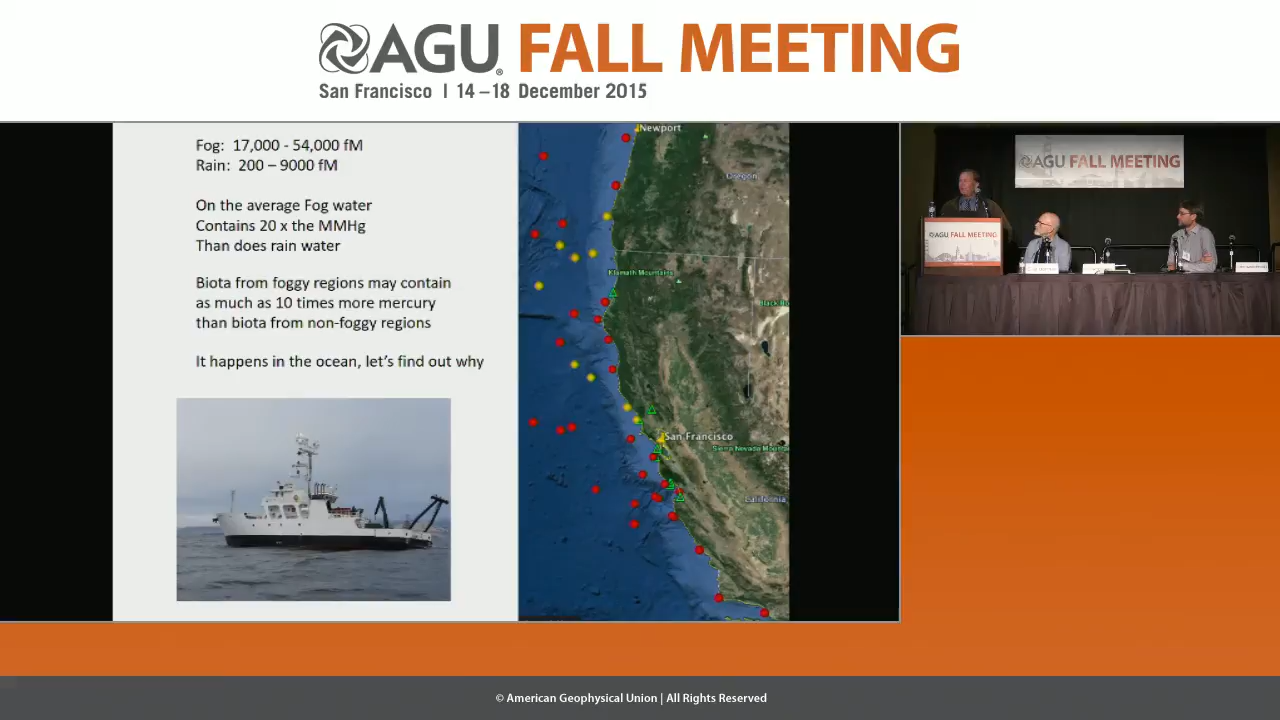 AGU FALL MEETING
San Francisco | 14 – 18 December 2015
Fog: 17,000 - 54,000 fM
Rain: 200 – 9000 fM
On the average Fog water
Contains 20 x the MMHg
Than does rain water
Biota from foggy regions may contain
as much as 10 times more mercury
than biota from non-foggy regions
It happens in the ocean, let's find out why
Newport
Oregon
Klamath Mountains
San Francisco
Sierra Nevada
California
AGU FALL MEETING
AGU FALL MEETING
© American Geophysical Union | All Rights Reserved